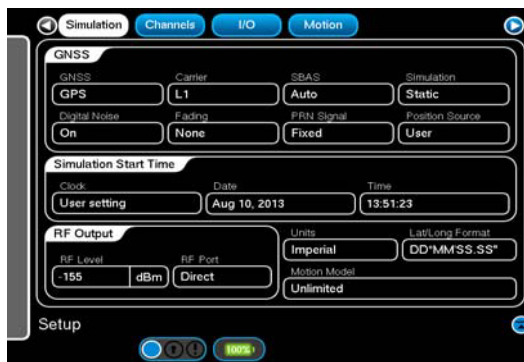 Simulation Channels I/O Motion
GNSS
GNSS Carrier SBAS Simulation
GPS L1 Auto Static
Digital Noise Fading PRN Signal Position Source
On None Fixed User
Simulation Start Time
Clock Date Time
User setting Aug 10, 2013 13:51:23
RF Output
Units Lat/Long Format
Imperial DD°MM'SS.SS"
RF Level RF Port
-155 dBm Direct
Motion Model
Unlimited
Setup
100%